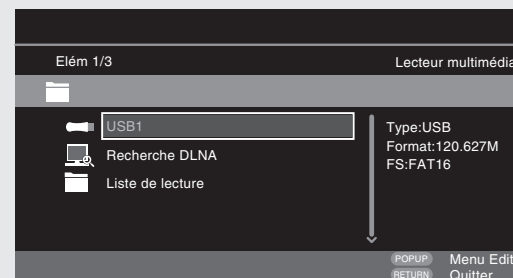 Elém 1/3
Lecteur multimédia
USB1
Recherche DLNA
Liste de lecture
Type:USB
Format:120.627M
FS:FAT16
POPUP Menu Edit
RETURN Quitter